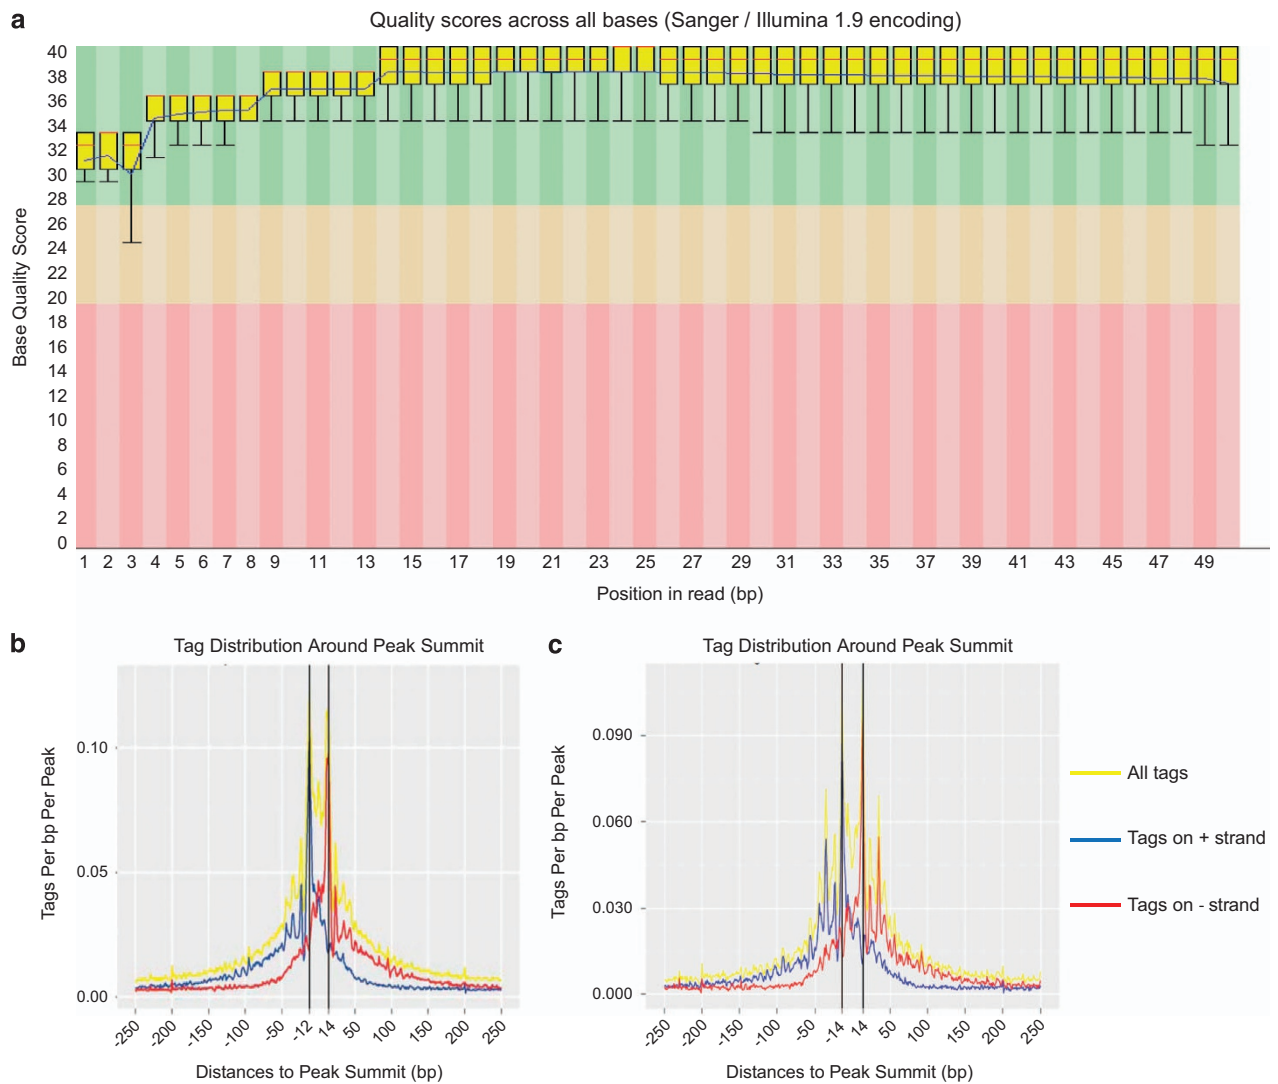 a
Quality scores across all bases (Sanger / Illumina 1.9 encoding)
Base Quality Score
40
38
36
34
32
30
28
26
24
22
20
18
16
14
12
10
8
6
4
2
0
1 2 3 4 5 6 7 8 9 11 13 15 17 19 21 23 25 27 29 31 33 35 37 39 41 43 45 47 49
Position in read (bp)
b
Tag Distribution Around Peak Summit
Tags Per bp Per Peak
0.10
0.05
0.00
-250 -200 -150 -100 -50 -12 14 50 100 150 200 250
Distances to Peak Summit (bp)
c
Tag Distribution Around Peak Summit
Tags Per bp Per Peak
0.090
0.060
0.030
0.000
-250 -200 -150 -100 -50 -14 14 50 100 150 200 250
Distances to Peak Summit (bp)
All tags
Tags on + strand
Tags on - strand